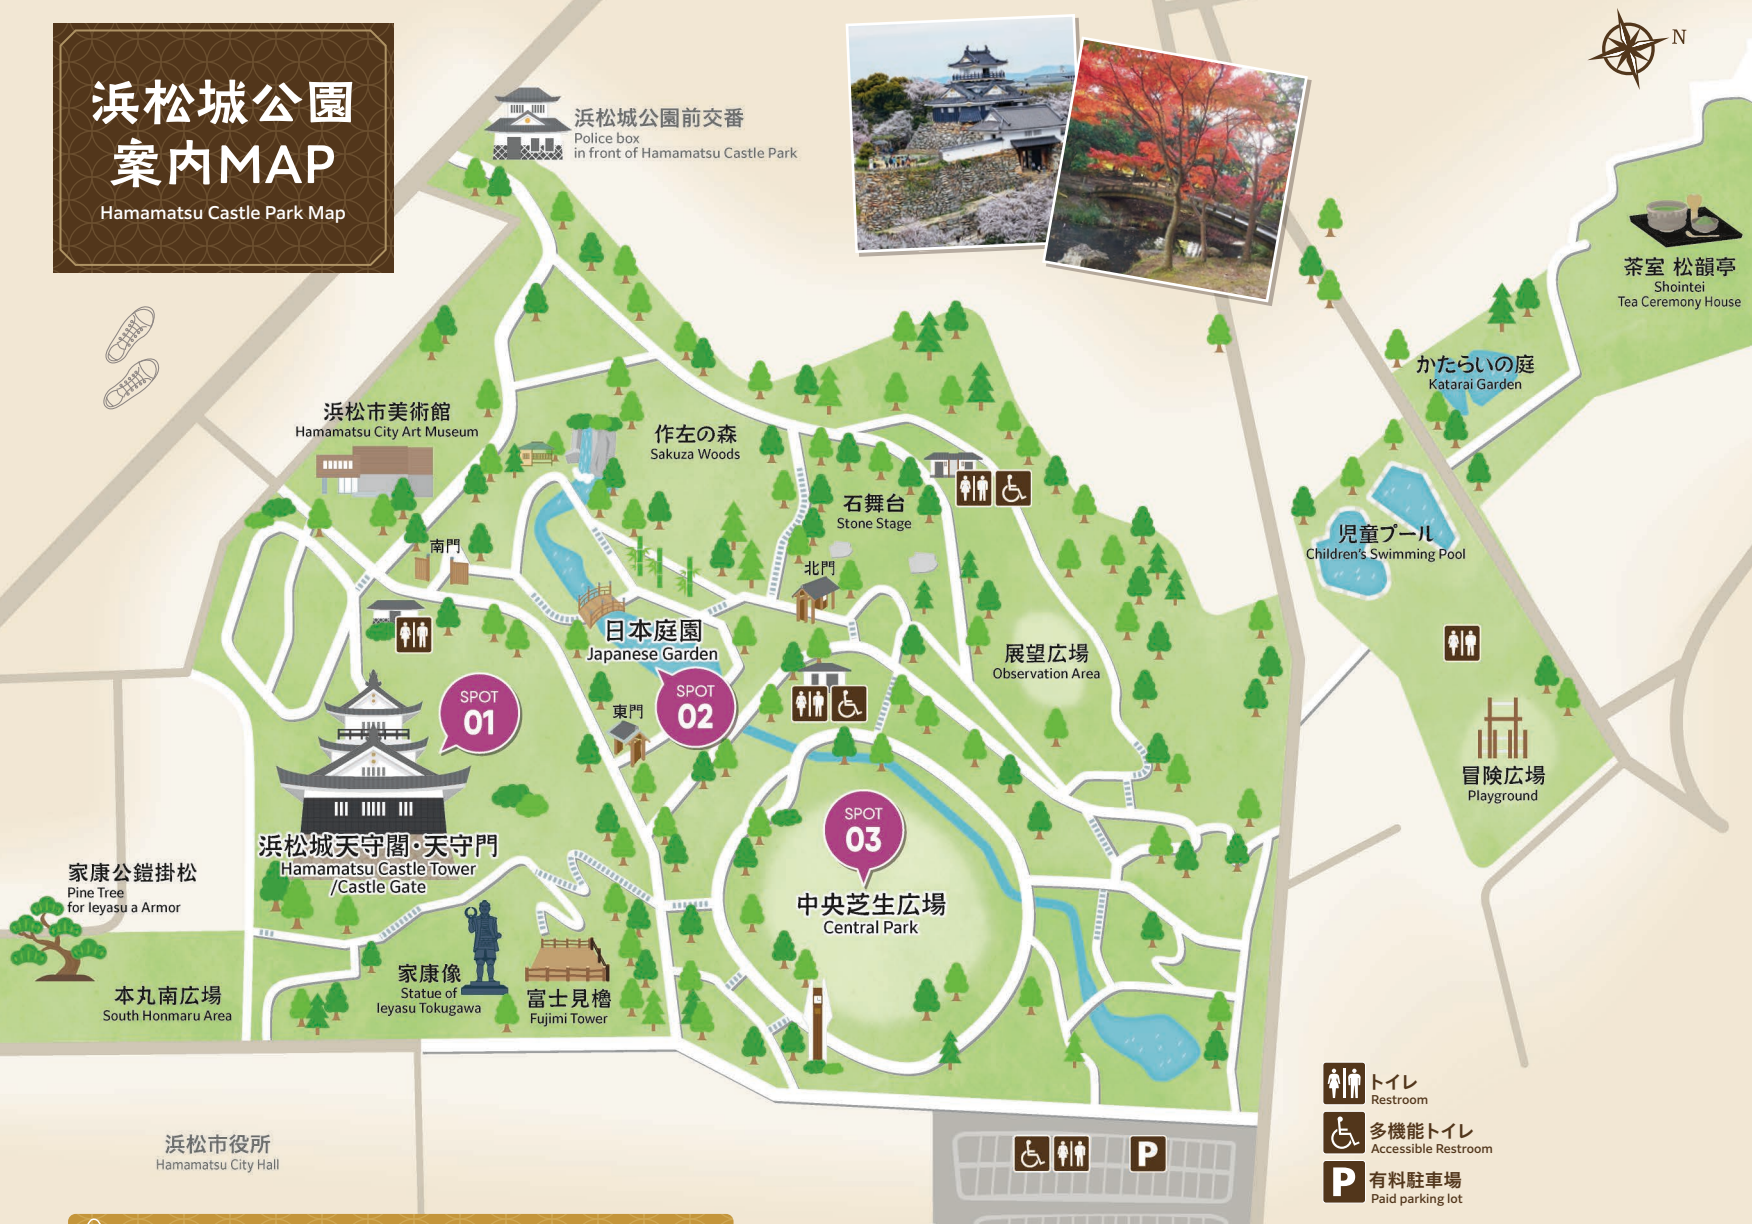 浜松城公園
案内MAP
Hamamatsu Castle Park Map
浜松城公園前交番
Police box
in front of Hamamatsu Castle Park
N
茶室 松韻亭
Shointei
Tea Ceremony House
かたらいの庭
Katarai Garden
浜松市美術館
Hamamatsu City Art Museum
作左の森
Sakuza Woods
石舞台
Stone Stage
児童プール
Children's Swimming Pool
南門
北門
日本庭園
Japanese Garden
展望広場
Observation Area
SPOT
01
SPOT
02
東門
冒険広場
Playground
SPOT
03
浜松城天守閣・天守門
Hamamatsu Castle Tower
/Castle Gate
家康公鎧掛松
Pine Tree
for Ieyasu a Armor
中央芝生広場
Central Park
家康像
Statue of
Ieyasu Tokugawa
富士見櫓
Fujimi Tower
本丸南広場
South Honmaru Area
浜松市役所
Hamamatsu City Hall
P
トイレ
Restroom
多機能トイレ
Accessible Restroom
P
有料駐車場
Paid parking lot